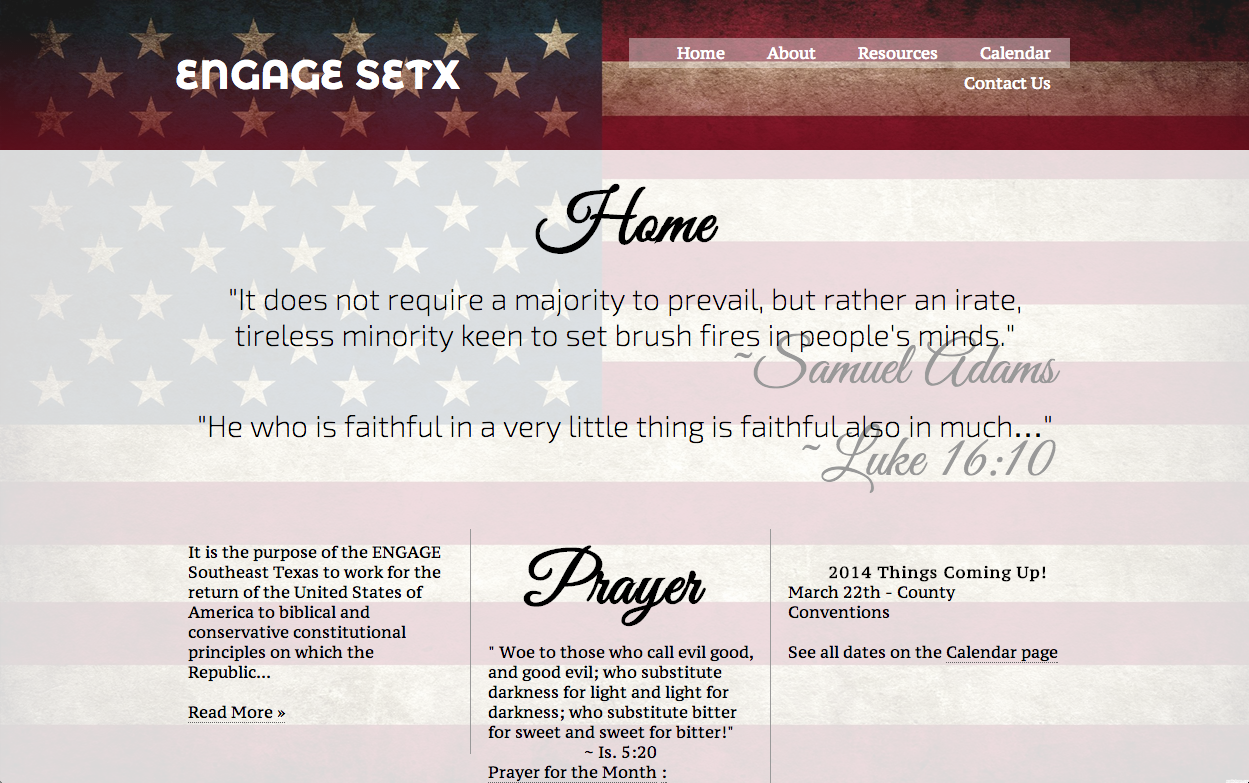 ENGAGE SETX
Home About Resources Calendar
Contact Us
Home
"It does not require a majority to prevail, but rather an irate,
tireless minority keen to set brush fires in people's minds."
~Samuel Adams
"He who is faithful in a very little thing is faithful also in much..."
~Luke 16:10
It is the purpose of the ENGAGE
Southeast Texas to work for the
return of the United States of
America to biblical and
conservative constitutional
principles on which the
Republic...
Read More »
Prayer
" Woe to those who call evil good,
and good evil; who substitute
darkness for light and light for
darkness; who substitute bitter
for sweet and sweet for bitter!"
~ Is. 5:20
Prayer for the Month :
2014 Things Coming Up!
March 22th - County
Conventions
See all dates on the Calendar page